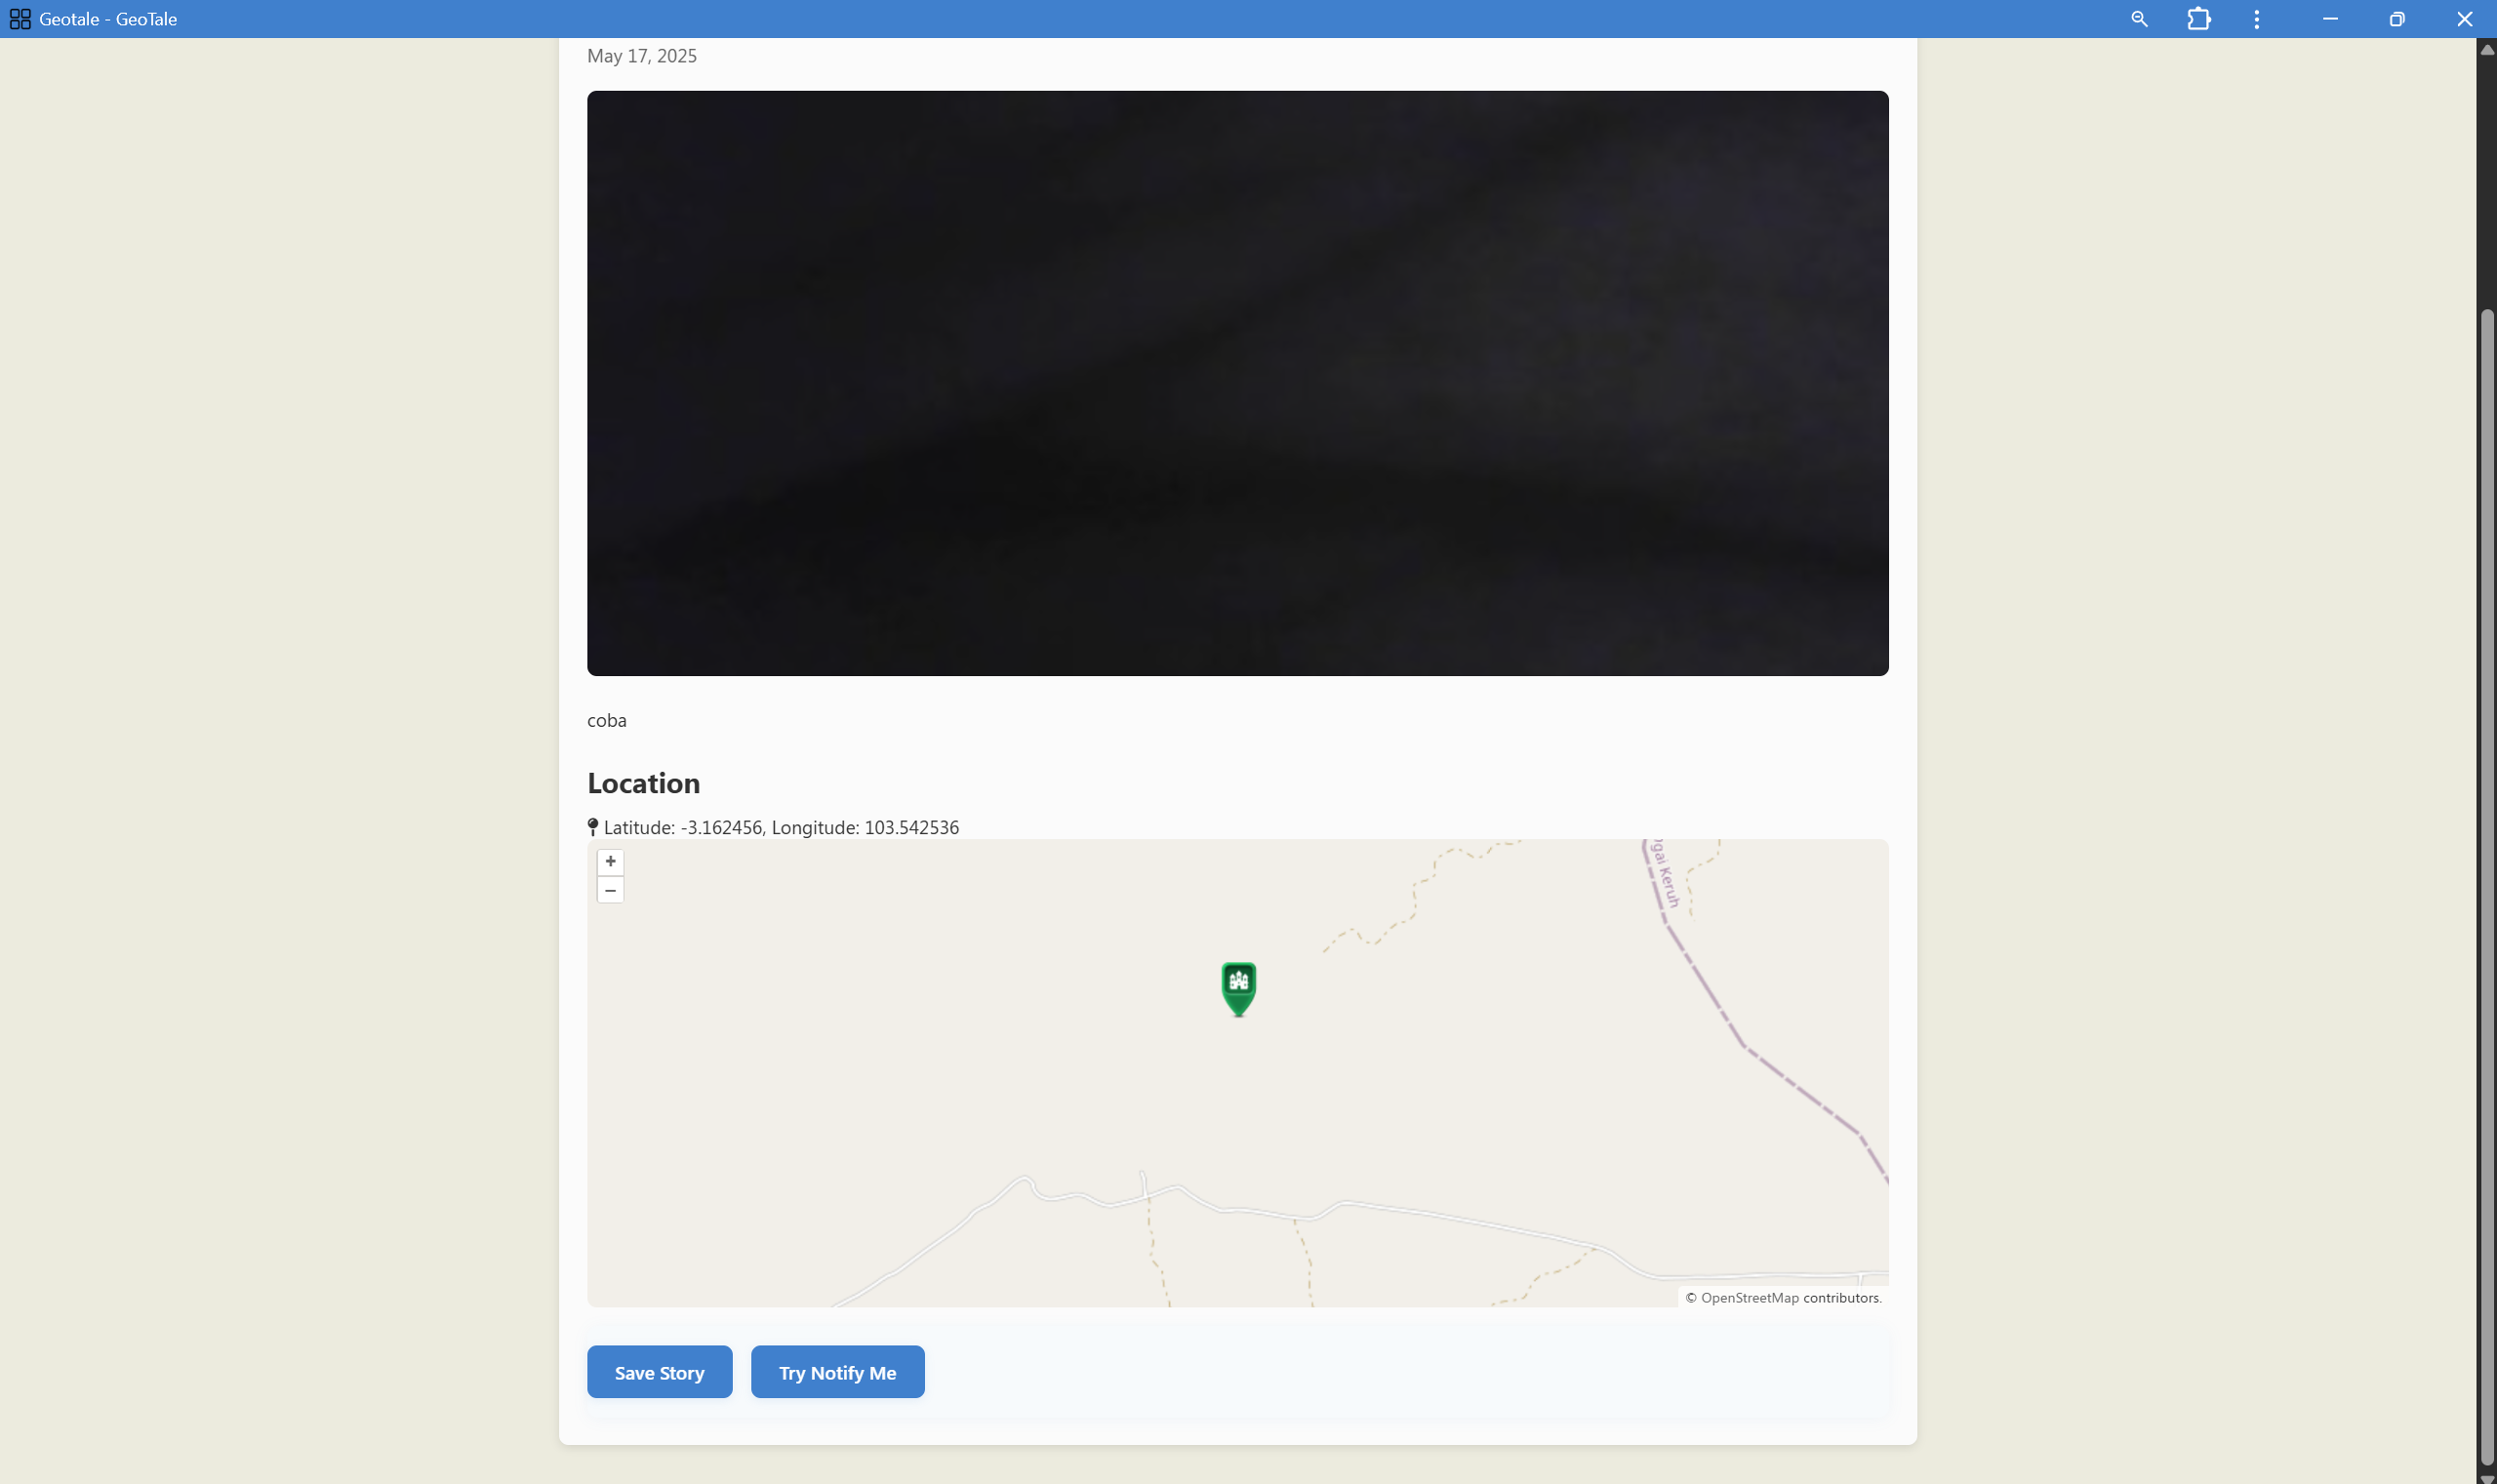 Geotale - GeoTale
May 17, 2025
coba
Location
Latitude: -3.162456, Longitude: 103.542536
+
−
Keruh
© OpenStreetMap contributors.
Save Story
Try Notify Me